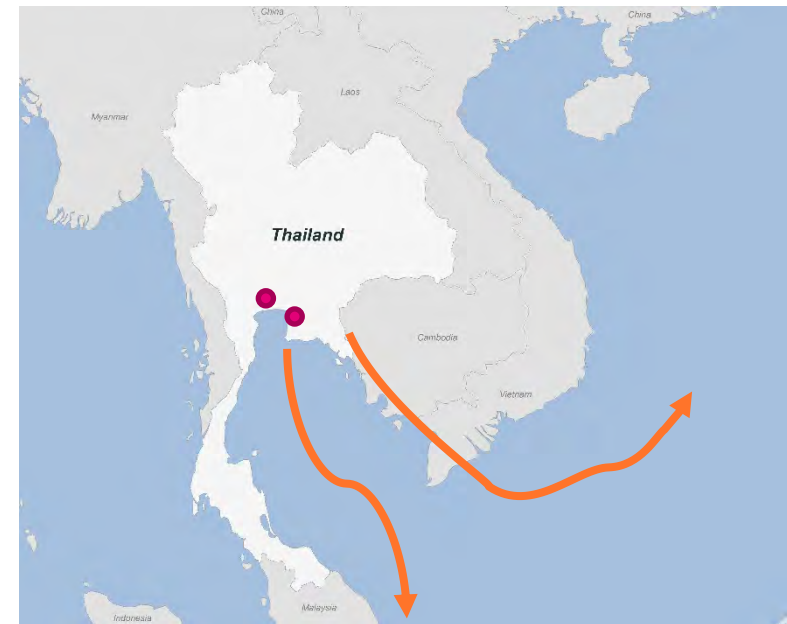 China
China
Laos
Myanmar
Thailand
Cambodia
Vietnam
Malaysia
Indonesia